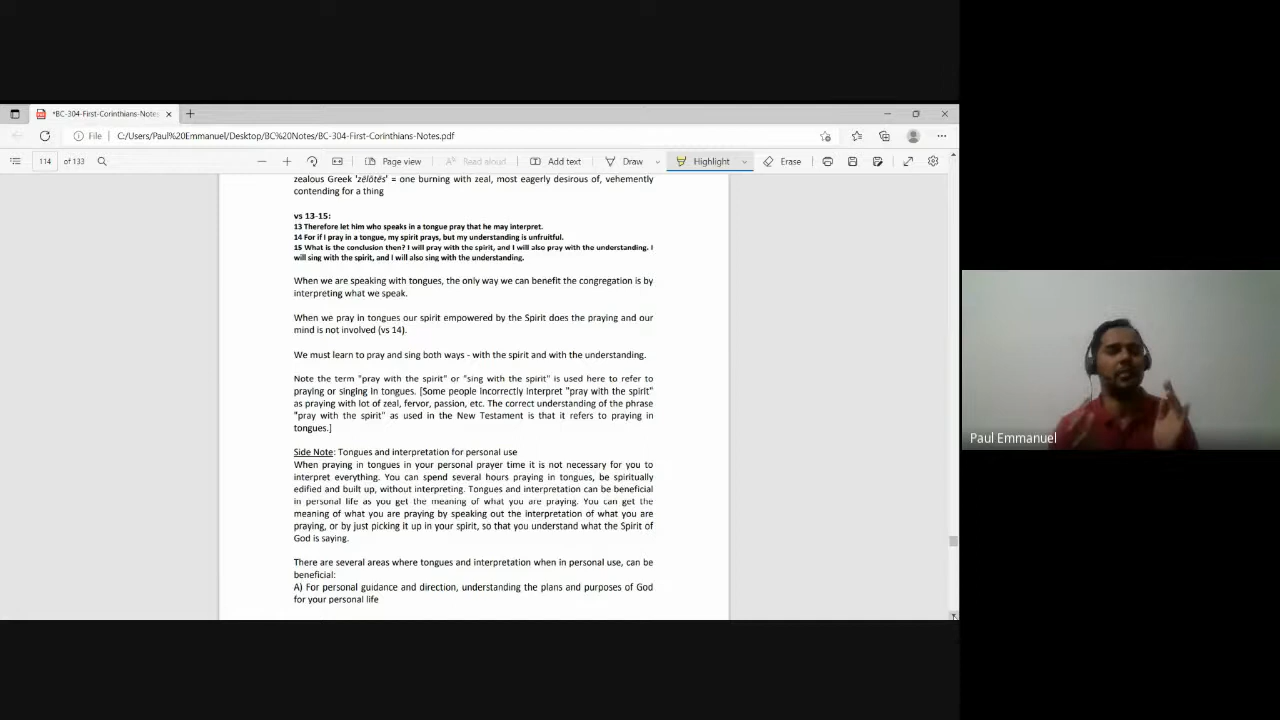 *BC-304-First-Corinthians-Notes
File C:/Users/Paul%20Emmanuel/Desktop/BC%20Notes/BC-304-First-Corinthians-Notes.pdf
114 of 133 Page view Read aloud Add text Draw Highlight Erase
zealous Greek 'zēlōtēs' = one burning with zeal, most eagerly desirous of, vehemently
contending for a thing
vs 13-15:
13 Therefore let him who speaks in a tongue pray that he may interpret.
14 For if I pray in a tongue, my spirit prays, but my understanding is unfruitful.
15 What is the conclusion then? I will pray with the spirit, and I will also pray with the understanding. I
will sing with the spirit, and I will also sing with the understanding.
When we are speaking with tongues, the only way we can benefit the congregation is by
interpreting what we speak.
When we pray in tongues our spirit empowered by the Spirit does the praying and our
mind is not involved (vs 14).
We must learn to pray and sing both ways - with the spirit and with the understanding.
Note the term "pray with the spirit" or "sing with the spirit" is used here to refer to
praying or singing in tongues. [Some people incorrectly interpret "pray with the spirit"
as praying with lot of zeal, fervor, passion, etc. The correct understanding of the phrase
"pray with the spirit" as used in the New Testament is that it refers to praying in
tongues.]
Side Note: Tongues and interpretation for personal use
When praying in tongues in your personal prayer time it is not necessary for you to
interpret everything. You can spend several hours praying in tongues, be spiritually
edified and built up, without interpreting. Tongues and interpretation can be beneficial
in personal life as you get the meaning of what you are praying. You can get the
meaning of what you are praying by speaking out the interpretation of what you are
praying, or by just picking it up in your spirit, so that you understand what the Spirit of
God is saying.
There are several areas where tongues and interpretation when in personal use, can be
beneficial:
A) For personal guidance and direction, understanding the plans and purposes of God
for your personal life
Paul Emmanuel